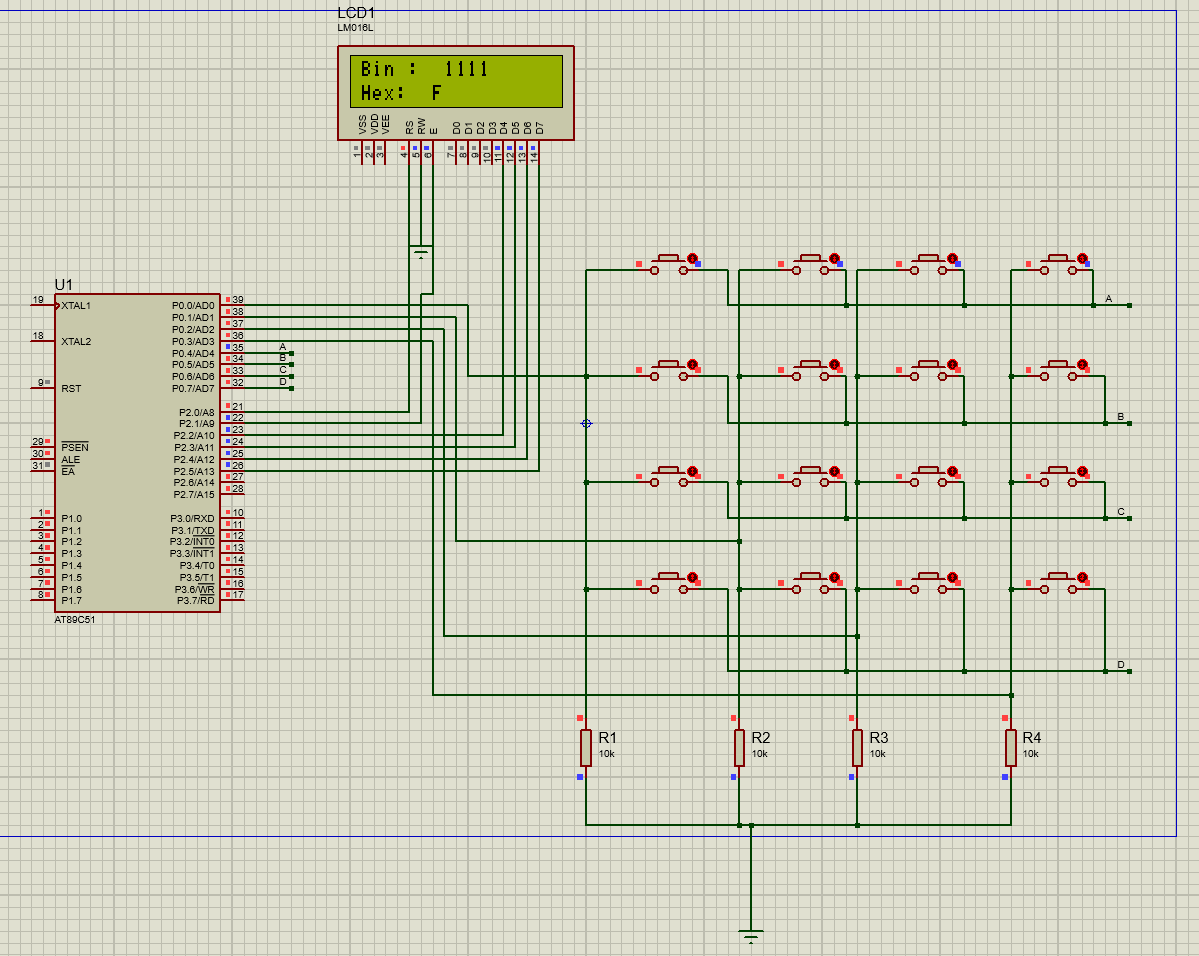 LCD1
LM016L
Bin :  1111
Hex:  F
VSS VDD VEE RS RW E D0 D1 D2 D3 D4 D5 D6 D7
1 2 3 4 5 6 7 8 9 10 11 12 13 14
U1
19 XTAL1 P0.0/AD0 39
P0.1/AD1 38
P0.2/AD2 37
18 XTAL2 P0.3/AD3 36
P0.4/AD4 35 A
P0.5/AD5 34 B
P0.6/AD6 33 C
9 RST P0.7/AD7 32 D
P2.0/A8 21
P2.1/A9 22
P2.2/A10 23
29 PSEN P2.3/A11 24
30 ALE P2.4/A12 25
31 EA P2.5/A13 26
P2.6/A14 27
P2.7/A15 28
1 P1.0 P3.0/RXD 10
2 P1.1 P3.1/TXD 11
3 P1.2 P3.2/INT0 12
4 P1.3 P3.3/INT1 13
5 P1.4 P3.4/T0 14
6 P1.5 P3.5/T1 15
7 P1.6 P3.6/WR 16
8 P1.7 P3.7/RD 17
AT89C51
A
B
C
D
R1
10k
R2
10k
R3
10k
R4
10k